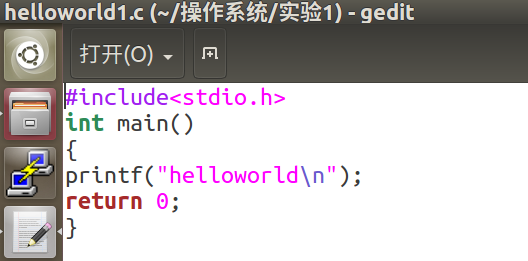 helloworld1.c (~/操作系统/实验1) - gedit
打开(O)
#include<stdio.h>
int main()
{
printf("helloworld\n");
return 0;
}